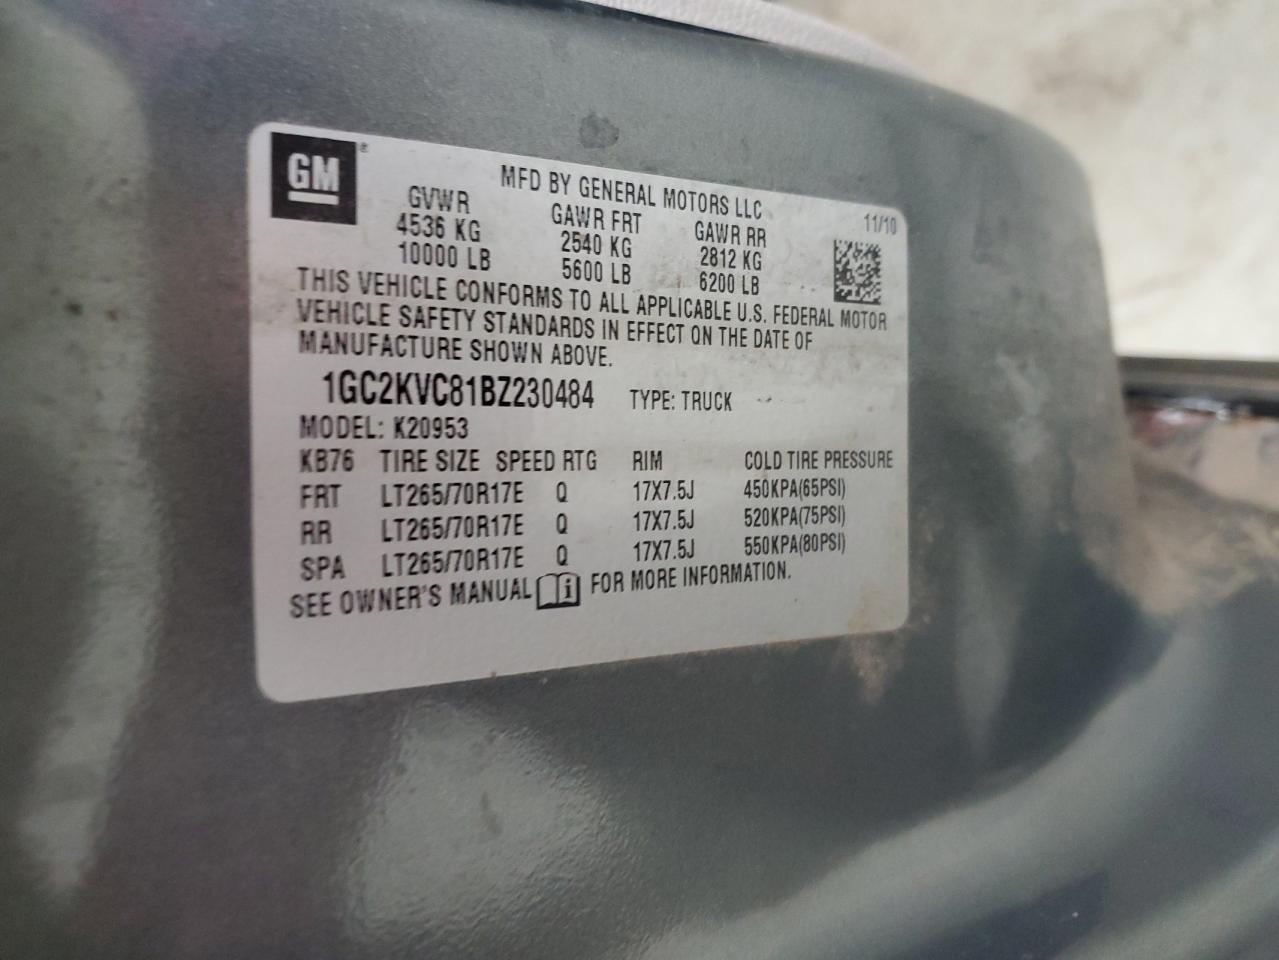 GM ®
MFD BY GENERAL MOTORS LLC
11/10
GVWR GAWR FRT GAWR RR
4536 KG 2540 KG 2812 KG
10000 LB 5600 LB 6200 LB
THIS VEHICLE CONFORMS TO ALL APPLICABLE U.S. FEDERAL MOTOR
VEHICLE SAFETY STANDARDS IN EFFECT ON THE DATE OF
MANUFACTURE SHOWN ABOVE.
1GC2KVC81BZ230484 TYPE: TRUCK
MODEL: K20953
KB76 TIRE SIZE SPEED RTG RIM COLD TIRE PRESSURE
FRT LT265/70R17E Q 17X7.5J 450KPA(65PSI)
RR LT265/70R17E Q 17X7.5J 520KPA(75PSI)
SPA LT265/70R17E Q 17X7.5J 550KPA(80PSI)
SEE OWNER'S MANUAL FOR MORE INFORMATION.